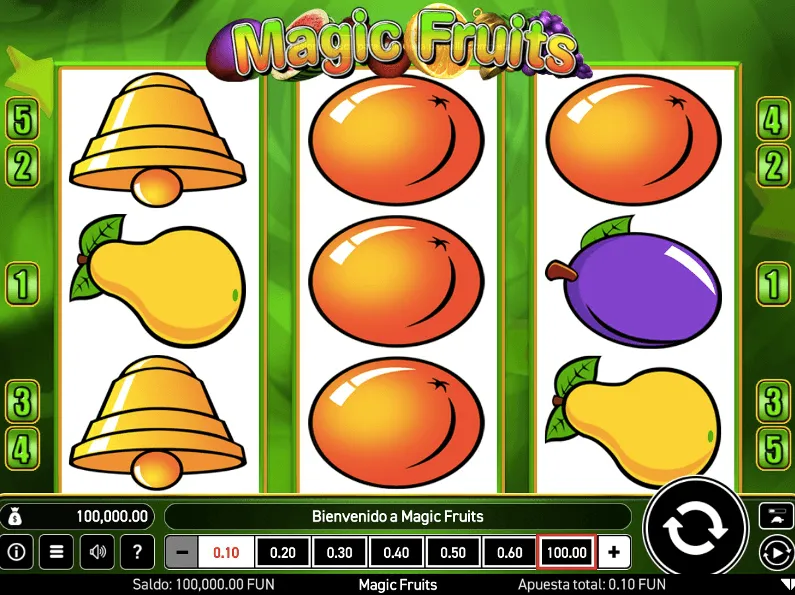 Magic Fruits
5 4
2 2
1 1
3 3
4 5
100,000.00 Bienvenido a Magic Fruits
? − 0.10 0.20 0.30 0.40 0.50 0.60 100.00 +
Saldo: 100,000.00 FUN Magic Fruits Apuesta total: 0.10 FUN